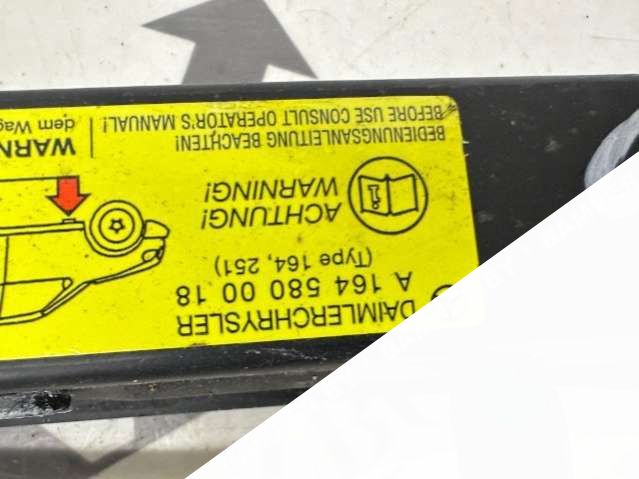 DAIMLERCHRYSLER
A 164 580 00 18
(Type 164, 251)
ACHTUNG!
WARNING!
BEDIENUNGSANLEITUNG BEACHTEN!
BEFORE USE CONSULT OPERATOR'S MANUAL!
WARN
dem Wag